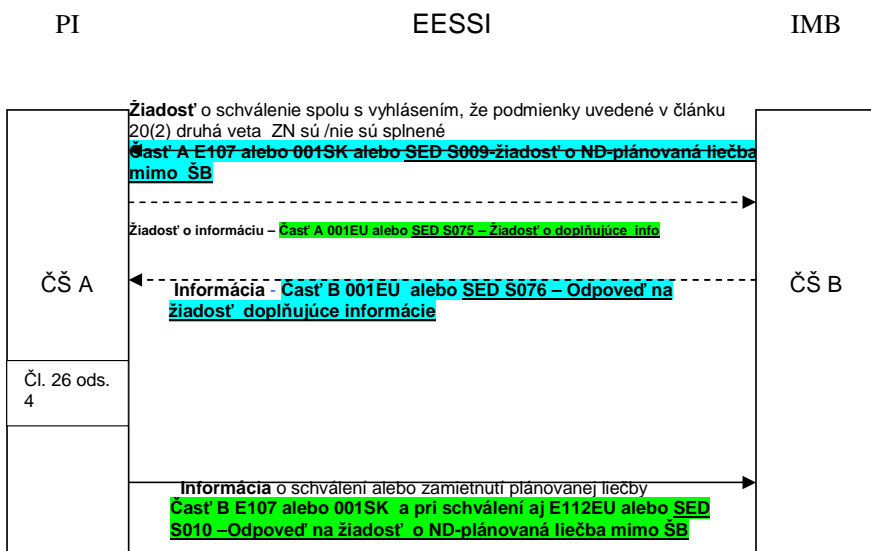 PI EESSI IMB
Žiadosť o schválenie spolu s vyhlásením, že podmienky uvedené v článku
20(2) druhá veta ZN sú /nie sú splnené
Časť A E107 alebo 001SK alebo SED S009-žiadosť o ND-plánovaná liečba
mimo ŠB
Žiadosť o informáciu – Časť A 001EU alebo SED S075 – Žiadosť o doplňujúce info
ČŠ A
ČŠ B
Informácia - Časť B 001EU alebo SED S076 – Odpoveď na
žiadosť doplňujúce informácie
Čl. 26 ods.
4
Informácia o schválení alebo zamietnutí plánovanej liečby
Časť B E107 alebo 001SK a pri schválení aj E112EU alebo SED
S010 –Odpoveď na žiadosť o ND-plánovaná liečba mimo ŠB